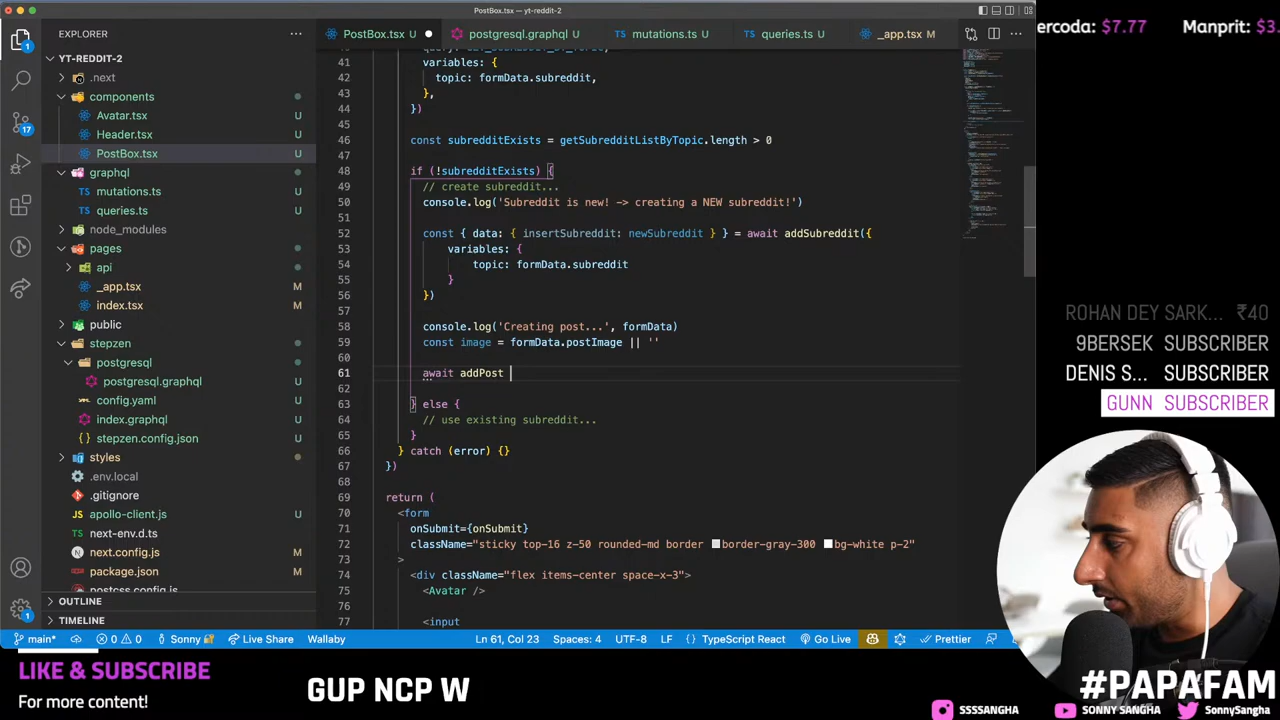 PostBox.tsx — yt-reddit-2
EXPLORER
PostBox.tsx U
postgresql.graphql U
mutations.ts U
queries.ts U
_app.tsx M
ercoda: $7.77
Manprit: $3.
YT-REDDIT-2
.next
components
Avatar.tsx
Header.tsx U
PostBox.tsx U
graphql
mutations.ts U
queries.ts U
node_modules
pages
api
_app.tsx M
index.tsx M
public
stepzen
postgresql
postgresql.graphql U
config.yaml U
index.graphql U
stepzen.config.json U
styles
.env.local
.gitignore
apollo-client.js U
next-env.d.ts
next.config.js M
package.json M
postcss.config.js
OUTLINE
TIMELINE
41 variables: {
42 topic: formData.subreddit,
43 },
44 })
45
46 const subredditExists = getSubredditListByTopic.length > 0
47
48 if (!subredditExists) {
49 // create subreddit...
50 console.log('Subreddit is new! -> creating a NEW subreddit!')
51
52 const { data: { insertSubreddit: newSubreddit } } = await addSubreddit({
53 variables: {
54 topic: formData.subreddit
55 }
56 })
57
58 console.log('Creating post...', formData)
59 const image = formData.postImage || ''
60
61 await addPost
62
63 } else {
64 // use existing subreddit...
65 }
66 } catch (error) {}
67 })
68
69 return (
70 <form
71 onSubmit={onSubmit}
72 className="sticky top-16 z-50 rounded-md border border-gray-300 bg-white p-2"
73 >
74 <div className="flex items-center space-x-3">
75 <Avatar />
76
77 <input
ROHAN DEY SARK... ₹40
9BERSEK SUBSCRIBER
DENIS S... SUBSCRIBER
GUNN SUBSCRIBER
1
17
1
main* 0 0 Sonny Live Share Wallaby Ln 61, Col 23 Spaces: 4 UTF-8 LF {} TypeScript React Go Live Prettier
LIKE & SUBSCRIBE
For more content!
GUP NCP W
#PAPAFAM
SSSSANGHA SONNY SANGHA SonnySangha